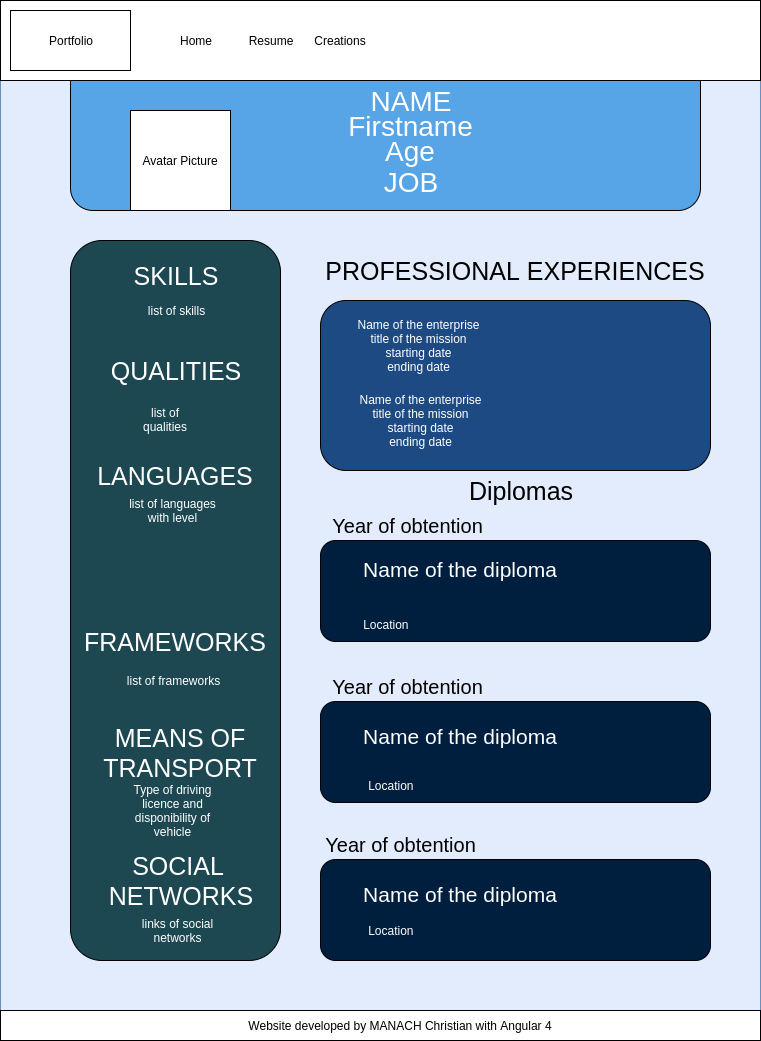 Portfolio
Home
Resume
Creations
NAME
Firstname
Age
JOB
Avatar Picture
SKILLS
list of skills
QUALITIES
list of
qualities
LANGUAGES
list of languages
with level
FRAMEWORKS
list of frameworks
MEANS OF
TRANSPORT
Type of driving
licence and
disponibility of
vehicle
SOCIAL
NETWORKS
links of social
networks
PROFESSIONAL EXPERIENCES
Name of the enterprise
title of the mission
starting date
ending date
Name of the enterprise
title of the mission
starting date
ending date
Diplomas
Year of obtention
Name of the diploma
Location
Year of obtention
Name of the diploma
Location
Year of obtention
Name of the diploma
Location
Website developed by MANACH Christian with Angular 4